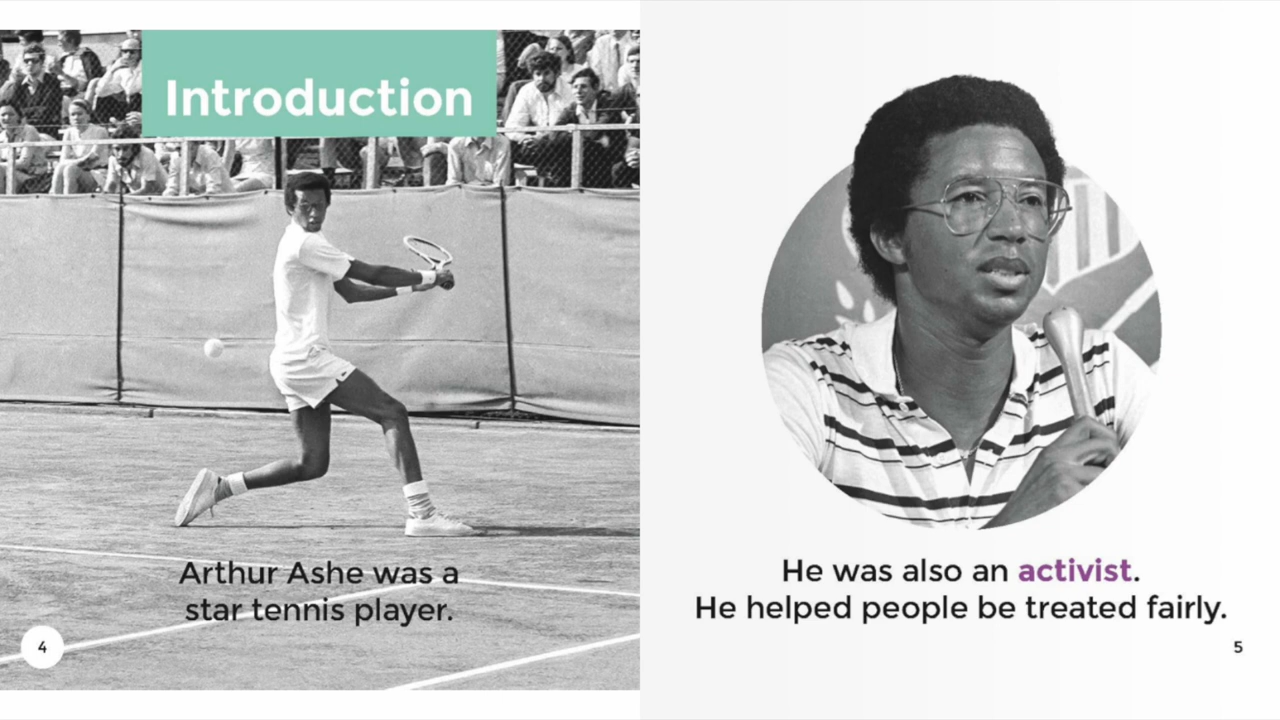 Introduction
Arthur Ashe was a
star tennis player.
4
He was also an activist.
He helped people be treated fairly.
5